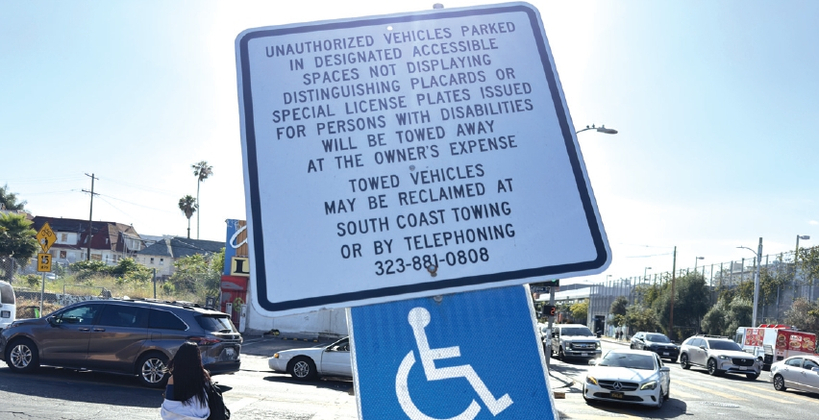 UNAUTHORIZED VEHICLES PARKED
IN DESIGNATED ACCESSIBLE
SPACES NOT DISPLAYING
DISTINGUISHING PLACARDS OR
SPECIAL LICENSE PLATES ISSUED
FOR PERSONS WITH DISABILITIES
WILL BE TOWED AWAY
AT THE OWNER'S EXPENSE
TOWED VEHICLES
MAY BE RECLAIMED AT
SOUTH COAST TOWING
OR BY TELEPHONING
323-881-0808
15